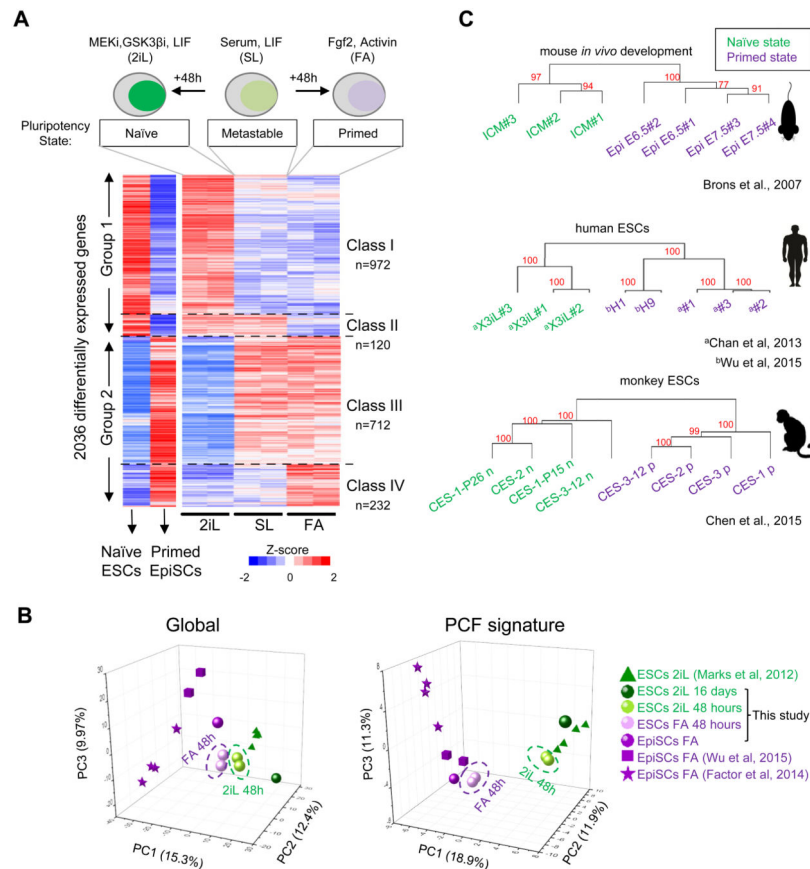 A
MEKi,GSK3βi, LIF
(2iL)
Serum, LIF
(SL)
Fgf2, Activin
(FA)
+48h
+48h
Pluripotency
State:
Naïve
Metastable
Primed
2036 differentially expressed genes
Group 1
Group 2
Class I
n=972
Class II
n=120
Class III
n=712
Class IV
n=232
2iL
SL
FA
Naïve
ESCs
Primed
EpiSCs
Z-score
-2
0
2
C
Naïve state
Primed state
mouse in vivo development
97
94
100
77
91
ICM#3
ICM#2
ICM#1
Epi E6.5#2
Epi E6.5#1
Epi E7.5#3
Epi E7.5#4
Brons et al., 2007
human ESCs
100
100
100
100
100
ᵃX3iL#3
ᵃX3iL#1
ᵃX3iL#2
ᵇH1
ᵇH9
ᵃ#1
ᵃ#3
ᵃ#2
ᵃChan et al, 2013
ᵇWu et al, 2015
monkey ESCs
100
100
100
100
99
100
CES-1-P26 n
CES-2 n
CES-1-P15 n
CES-3-12 n
CES-3-12 p
CES-2 p
CES-3 p
CES-1 p
Chen et al., 2015
B
Global
PC3 (9.97%)
PC1 (15.3%)
PC2 (12.4%)
FA 48h
2iL 48h
PCF signature
PC3 (11.3%)
PC1 (18.9%)
PC2 (11.9%)
FA 48h
2iL 48h
ESCs 2iL (Marks et al, 2012)
ESCs 2iL 16 days
ESCs 2iL 48 hours
ESCs FA 48 hours
EpiSCs FA
This study
EpiSCs FA (Wu et al, 2015)
EpiSCs FA (Factor et al, 2014)